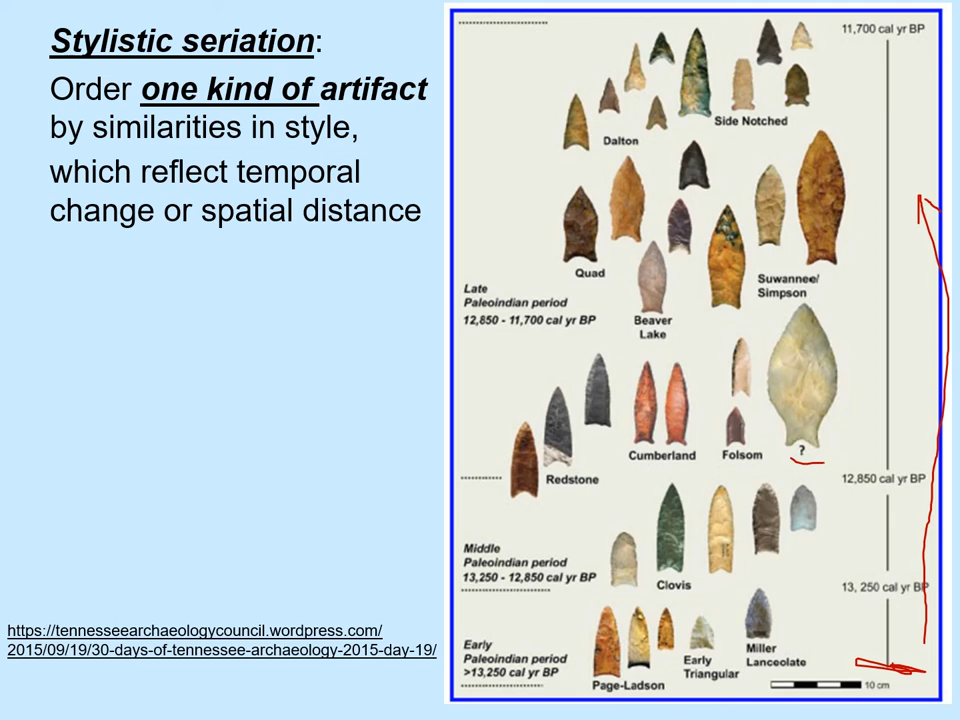 Stylistic seriation:
Order one kind of artifact
by similarities in style,
which reflect temporal
change or spatial distance
https://tennesseearchaeologycouncil.wordpress.com/
2015/09/19/30-days-of-tennessee-archaeology-2015-day-19/
11,700 cal yr BP
Side Notched
Dalton
Quad
Suwannee/
Simpson
Late
Paleoindian period
12,850 - 11,700 cal yr BP
Beaver
Lake
?
Cumberland
Folsom
Redstone
12,850 cal yr BP
Middle
Paleoindian period
13,250 - 12,850 cal yr BP
Clovis
13, 250 cal yr BP
Early
Paleoindian period
>13,250 cal yr BP
Page-Ladson
Early
Triangular
Miller
Lanceolate
10 cm